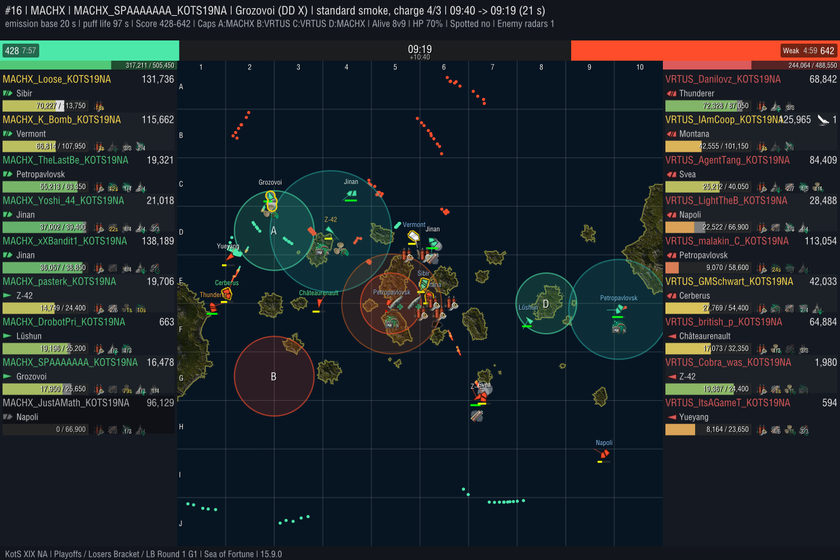 #16 | MACHX | MACHX_SPAAAAAAA_KOTS19NA | Grozovoi (DD X) | standard smoke, charge 4/3 | 09:40 -> 09:19 (21 s)
emission base 20 s | puff life 97 s | Score 428-642 | Caps A:MACHX B:VRTUS C:VRTUS D:MACHX | Alive 8v9 | HP 70% | Spotted no | Enemy radars 1
428 7:57
09:19
+10:40
Weak 4:59 642
317,211 / 505,450
244,064 / 488,550
MACHX_Loose_KOTS19NA 131,736
Sibir
MACHX_K_Bomb_KOTS19NA 115,662
Vermont
MACHX_TheLastBe_KOTS19NA 19,321
Petropavlovsk
MACHX_Yoshi_44_KOTS19NA 21,018
Jinan
MACHX_xXBandit1_KOTS19NA 138,189
Jinan
MACHX_pasterk_KOTS19NA 19,706
Z-42
MACHX_DrobotPri_KOTS19NA 663
Lüshun
MACHX_SPAAAAAAA_KOTS19NA 16,478
Grozovoi
MACHX_JustAMath_KOTS19NA 96,129
Napoli
0 / 66,900
1 2 3 4 5 6 7 8 9 10
A
B
C
D
E
F
G
H
I
J
Grozovoi
Jinan
Z-42
A
Vermont
Jinan
Yueyang
Cerberus
Thunderer
Châteaurenault
Sibir
Petropavlovsk
Lüshun
D
Petropavlovsk
B
Napoli
VRTUS_Danilovz_KOTS19NA 68,842
Thunderer
VRTUS_IAmCoop_KOTS19NA 125,965 1
Montana
VRTUS_AgentTang_KOTS19NA 84,409
Svea
VRTUS_LightTheB_KOTS19NA 28,488
Napoli
22,522 / 66,900
VRTUS_malakin_C_KOTS19NA 113,054
Petropavlovsk
9,070 / 58,600
VRTUS_GMSchwart_KOTS19NA 42,033
Cerberus
VRTUS_british_p_KOTS19NA 64,884
Châteaurenault
17,073 / 32,350
VRTUS_Cobra_was_KOTS19NA 1,980
Z-42
VRTUS_ItsAGameT_KOTS19NA 594
Yueyang
8,164 / 23,650
KotS XIX NA | Playoffs / Losers Bracket / LB Round 1 G1 | Sea of Fortune | 15.9.0